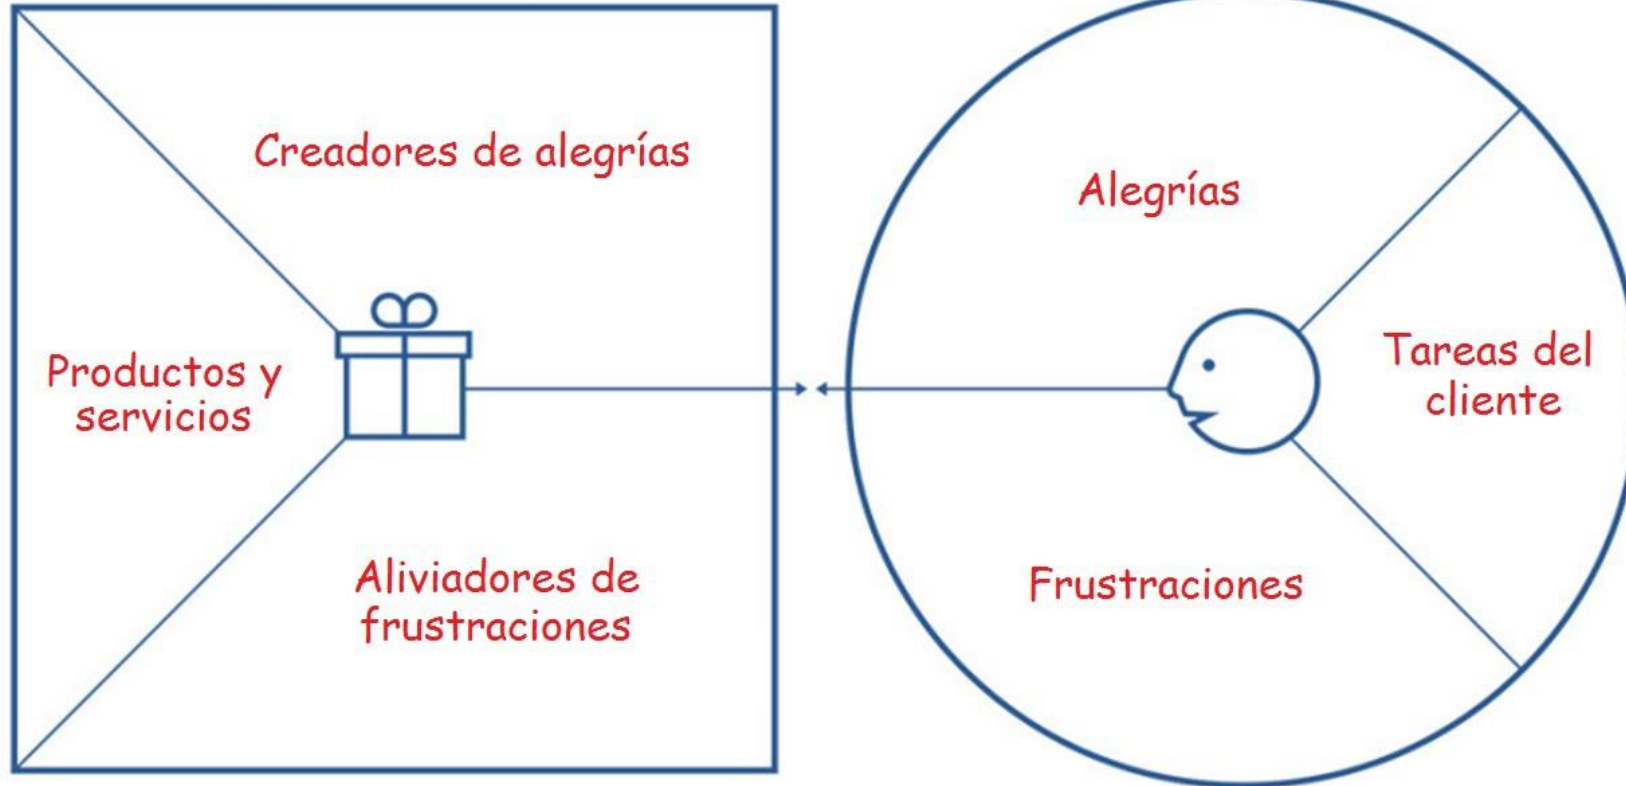 Creadores de alegrías
Productos y
servicios
Aliviadores de
frustraciones
Alegrías
Tareas del
cliente
Frustraciones